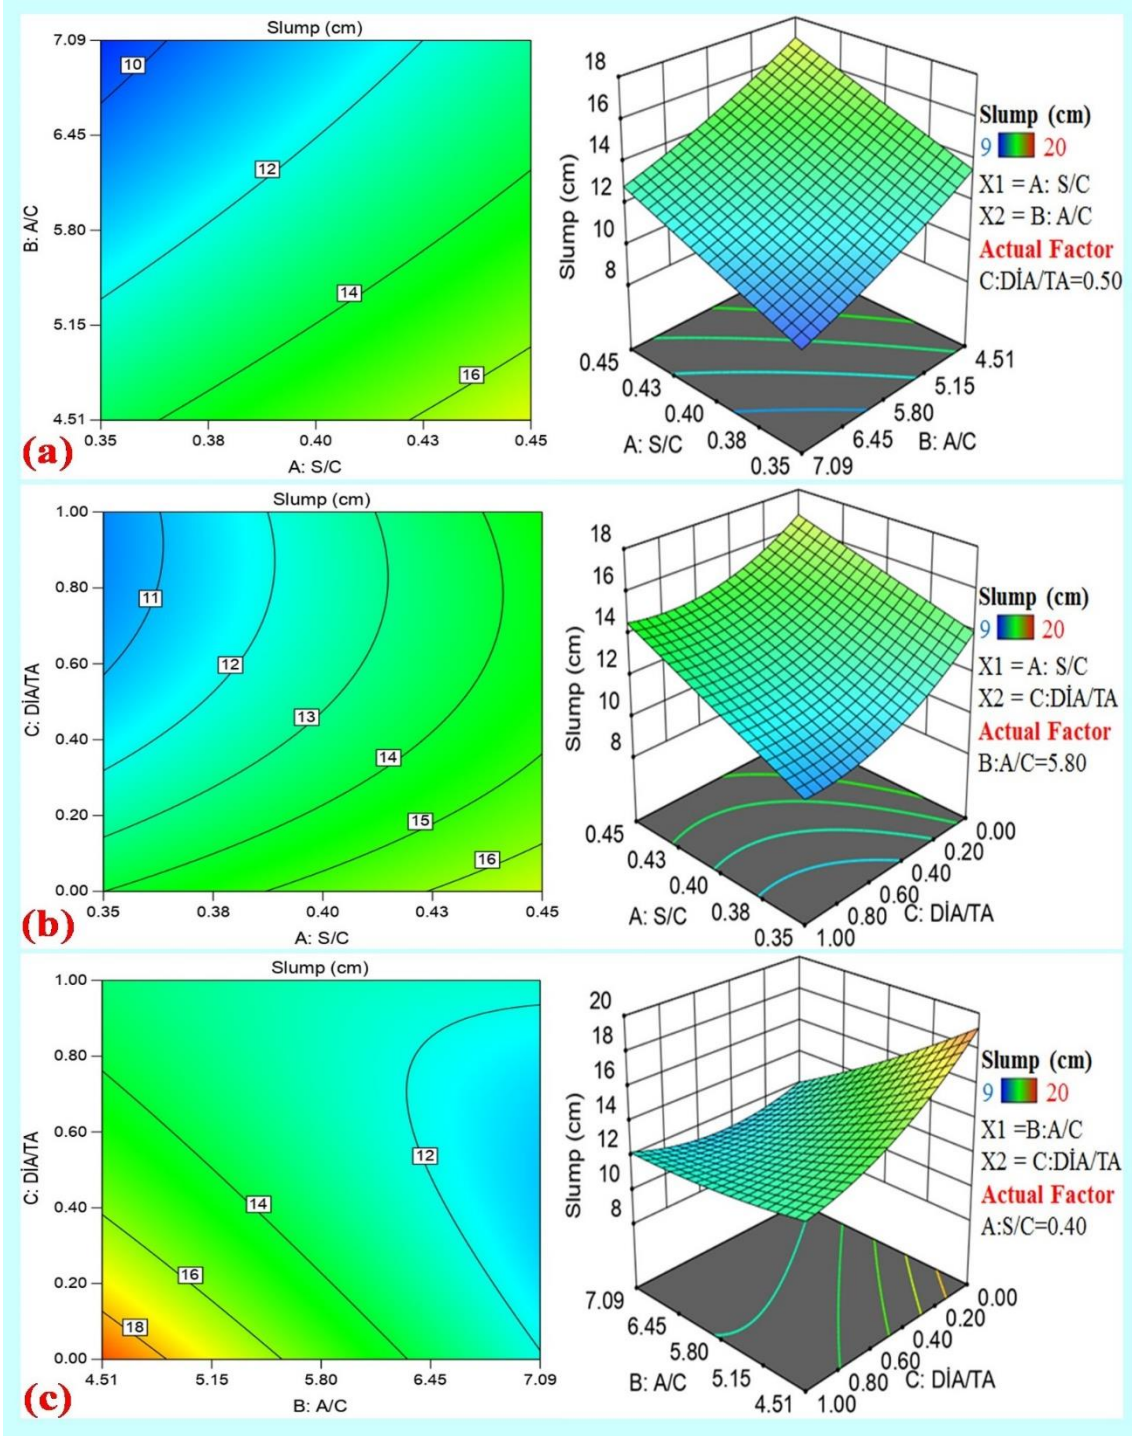 Slump (cm)
7.09
6.45
5.80
5.15
4.51
B: A/C
10
12
14
16
0.35 0.38 0.40 0.43 0.45
A: S/C
(a)
18
16
14
12
10
8
Slump (cm)
0.45
0.43
0.40
0.38
0.35
A: S/C
7.09
6.45
5.80
5.15
4.51
B: A/C
Slump (cm)
9 20
X1 = A: S/C
X2 = B: A/C
Actual Factor
C:DİA/TA=0.50
Slump (cm)
1.00
0.80
0.60
0.40
0.20
0.00
C: DİA/TA
11
12
13
14
15
16
0.35 0.38 0.40 0.43 0.45
A: S/C
(b)
18
16
14
12
10
8
Slump (cm)
0.45
0.43
0.40
0.38
0.35
A: S/C
1.00
0.80
0.60
0.40
0.20
0.00
C: DİA/TA
Slump (cm)
9 20
X1 = A: S/C
X2 = C:DİA/TA
Actual Factor
B:A/C=5.80
Slump (cm)
1.00
0.80
0.60
0.40
0.20
0.00
C: DİA/TA
12
14
16
18
4.51 5.15 5.80 6.45 7.09
B: A/C
(c)
20
18
16
14
12
10
8
Slump (cm)
7.09
6.45
5.80
5.15
4.51
B: A/C
1.00
0.80
0.60
0.40
0.20
0.00
C: DİA/TA
Slump (cm)
9 20
X1 =B:A/C
X2 = C:DİA/TA
Actual Factor
A:S/C=0.40